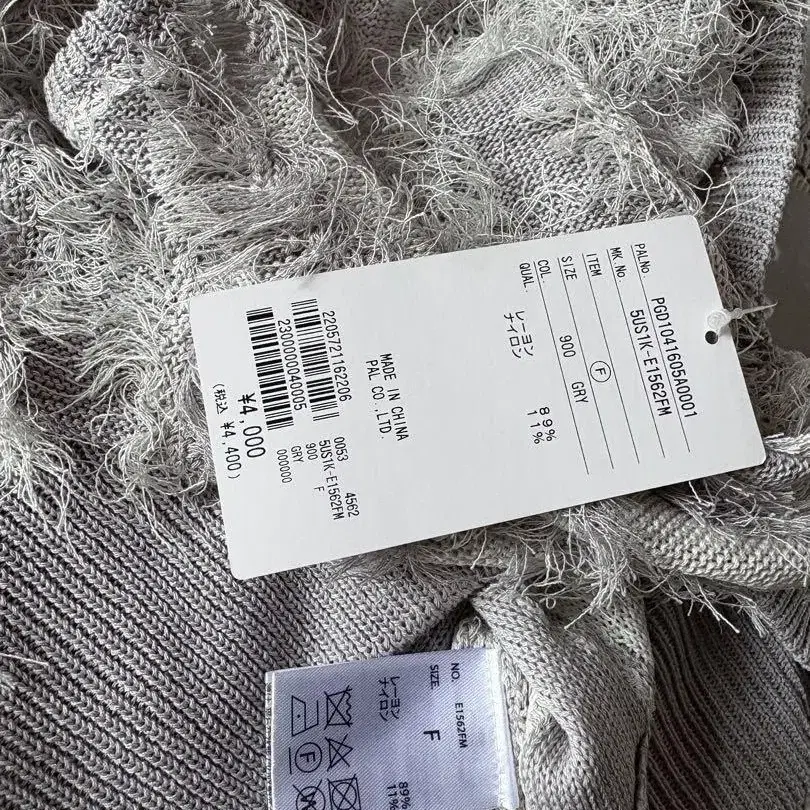 PALNo. PGD1041605A0001
MK No. 5US1K-E1562FM
ITEM
SIZE Ⓕ
COL. 900 GRY
QUAL.
レーヨン 89%
ナイロン 11%
MADE IN CHINA
PAL CO.,LTD.
2205721162206
2300000040005
0053 4562
5US1K-E1562FM
900 F
GRY
000000
¥4,000
(税込 ¥4,400)
NO. E1562FM
SIZE F
レーヨン 89%
ナイロン 11%
F
W